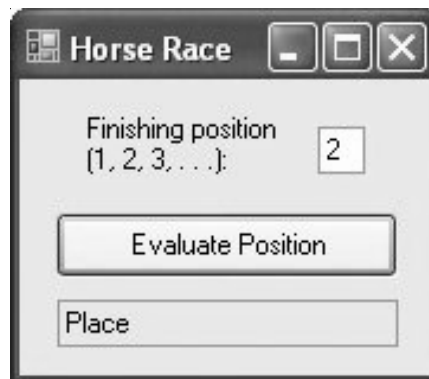 Horse Race
Finishing position
(1, 2, 3, . . .):
2
Evaluate Position
Place